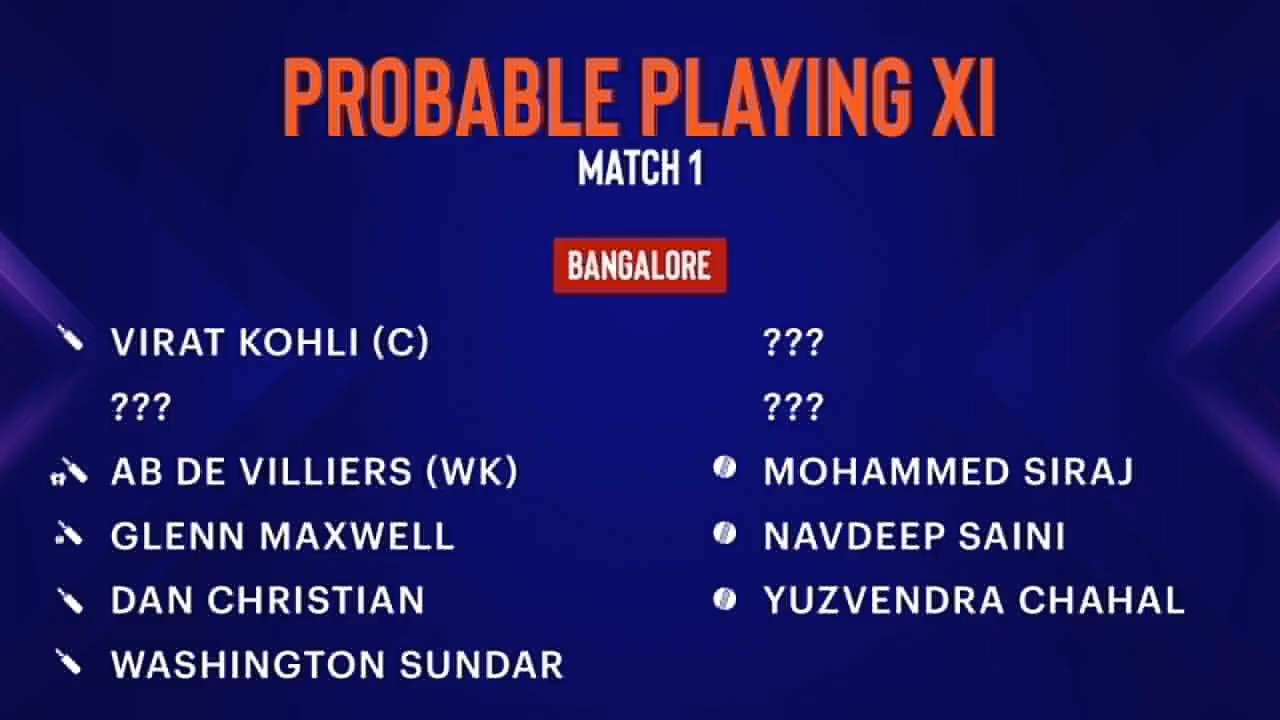 PROBABLE PLAYING XI
MATCH 1
BANGALORE
VIRAT KOHLI (C)
???
AB DE VILLIERS (WK)
GLENN MAXWELL
DAN CHRISTIAN
WASHINGTON SUNDAR
???
???
MOHAMMED SIRAJ
NAVDEEP SAINI
YUZVENDRA CHAHAL